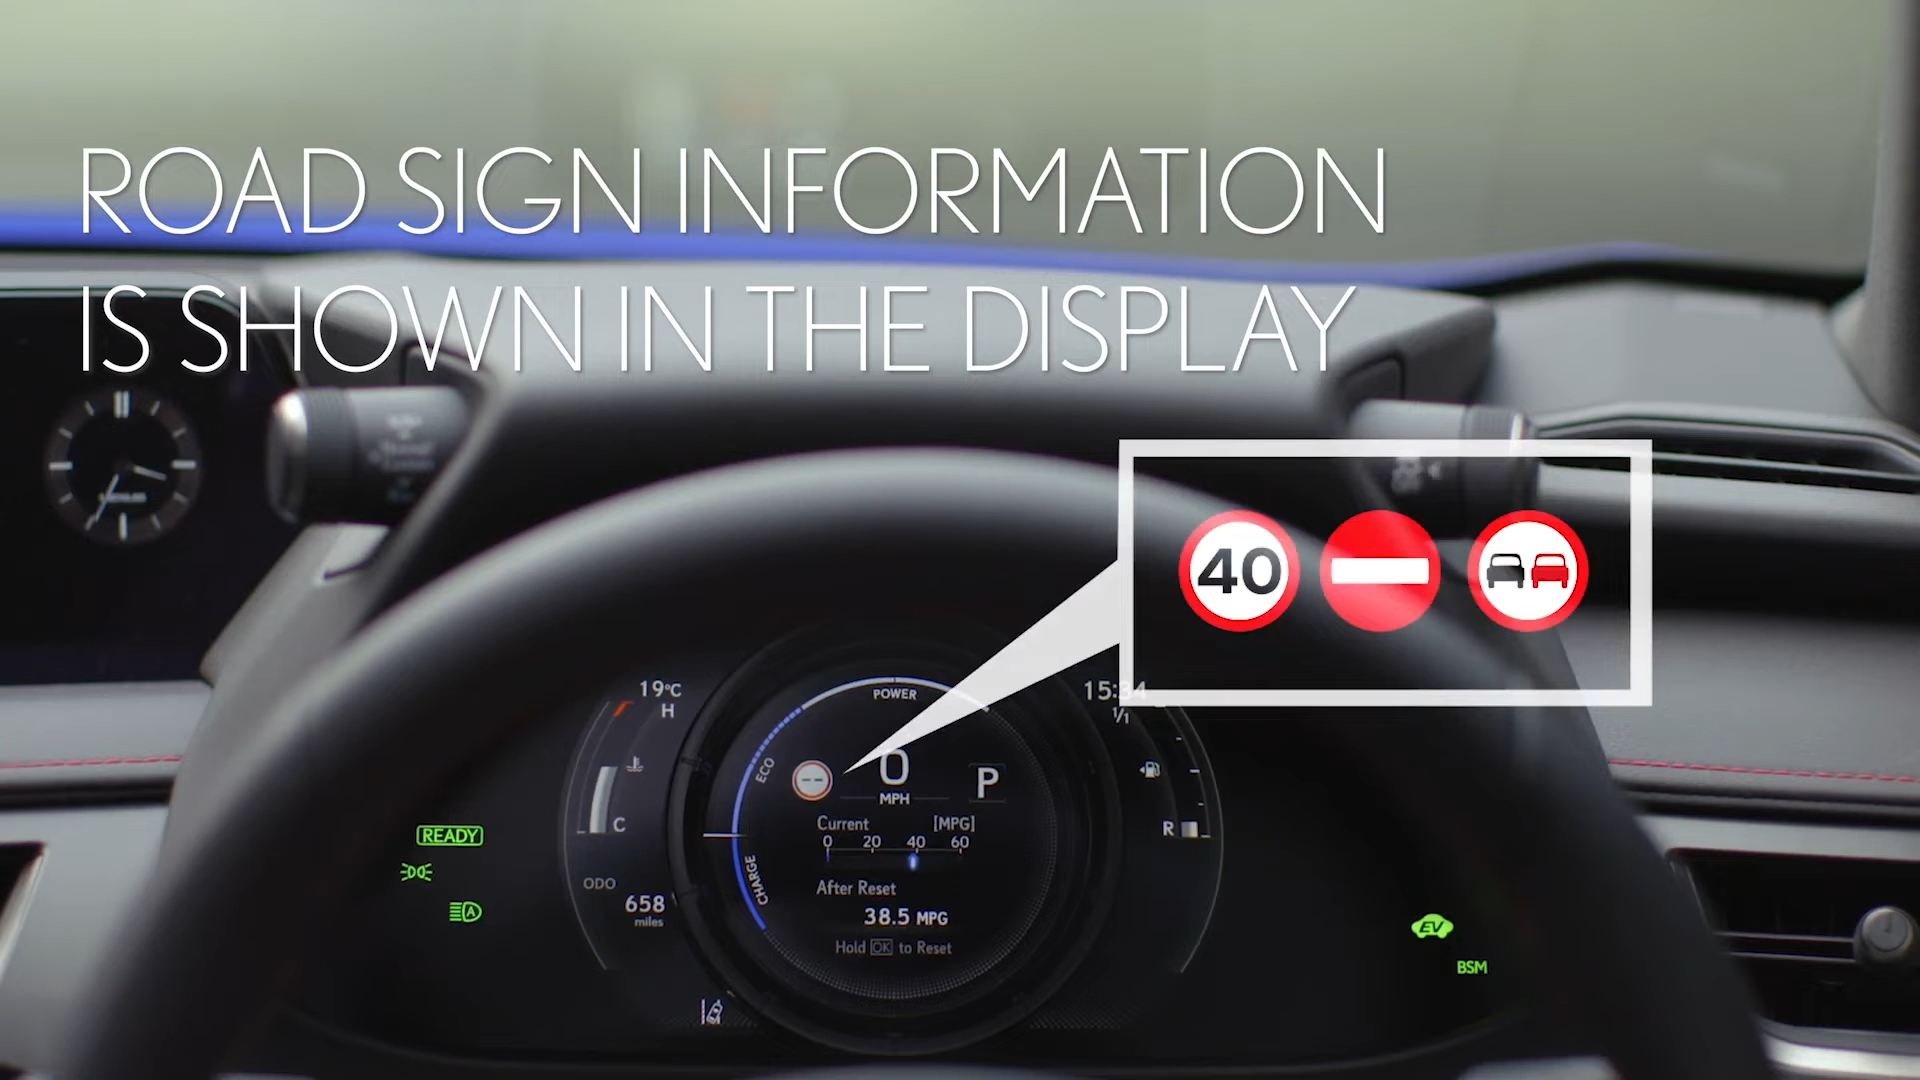 ROAD SIGN INFORMATION
IS SHOWN IN THE DISPLAY
40
19°C
H
POWER
15:34
1/1
ECO
0
MPH
P
C
R
READY
Current [MPG]
0 20 40 60
CHARGE
After Reset
ODO
658
miles
38.5 MPG
Hold OK to Reset
A
EV
BSM